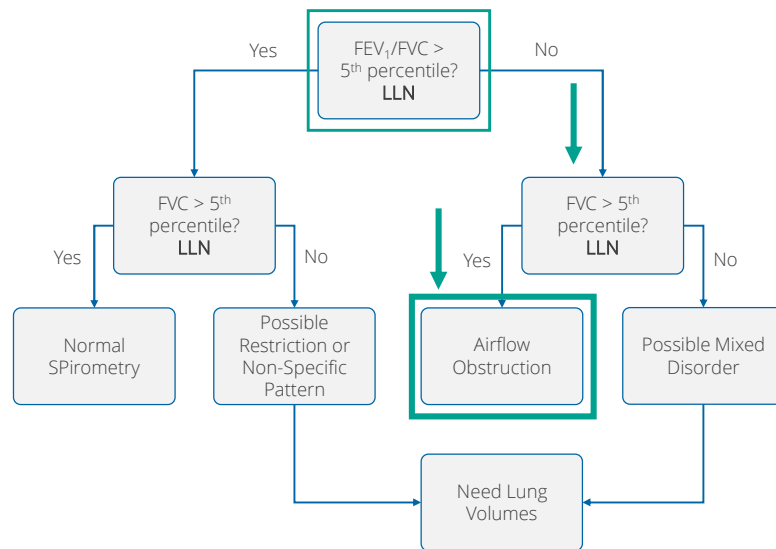 FEV₁/FVC >
5th percentile?
LLN
Yes
No
FVC > 5th
percentile?
LLN
FVC > 5th
percentile?
LLN
Yes
No
Yes
No
Normal
SPirometry
Possible
Restriction or
Non-Specific
Pattern
Airflow
Obstruction
Possible Mixed
Disorder
Need Lung
Volumes